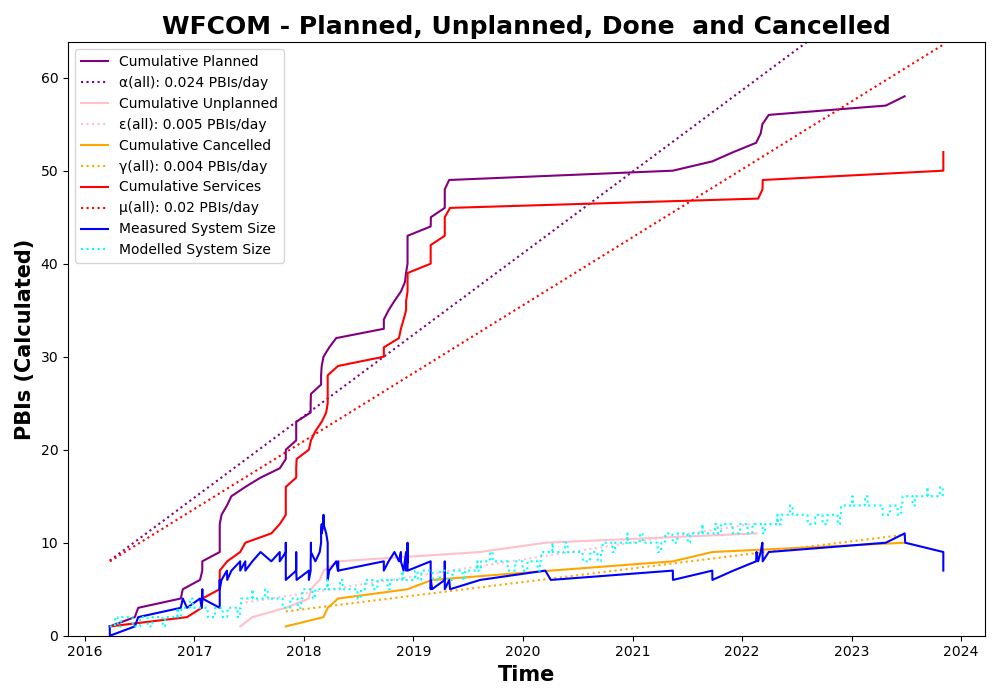 WFCOM - Planned, Unplanned, Done  and Cancelled
Cumulative Planned
α(all): 0.024 PBIs/day
Cumulative Unplanned
ε(all): 0.005 PBIs/day
Cumulative Cancelled
γ(all): 0.004 PBIs/day
Cumulative Services
μ(all): 0.02 PBIs/day
Measured System Size
Modelled System Size
PBIs (Calculated)
60
50
40
30
20
10
0
2016 2017 2018 2019 2020 2021 2022 2023 2024
Time